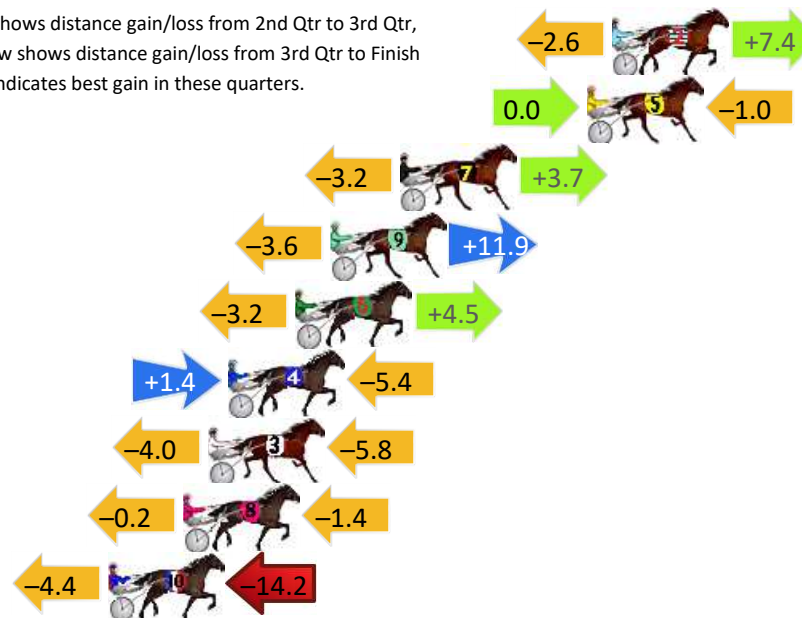 hows distance gain/loss from 2nd Qtr to 3rd Qtr,
w shows distance gain/loss from 3rd Qtr to Finish
ndicates best gain in these quarters.
–2.6 +7.4
0.0 5 –1.0
–3.2 7 +3.7
–3.6 9 +11.9
–3.2 +4.5
+1.4 4 –5.4
–4.0 3 –5.8
–0.2 8 –1.4
–4.4 10 –14.2